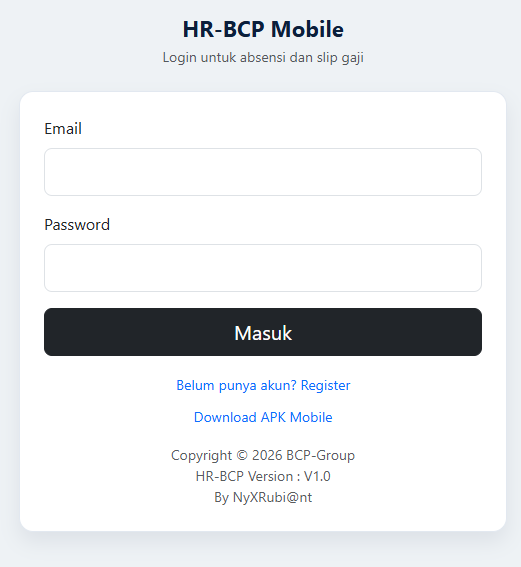 HR-BCP Mobile
Login untuk absensi dan slip gaji
Email
Password
Masuk
Belum punya akun? Register
Download APK Mobile
Copyright © 2026 BCP-Group
HR-BCP Version : V1.0
By NyXRubi@nt